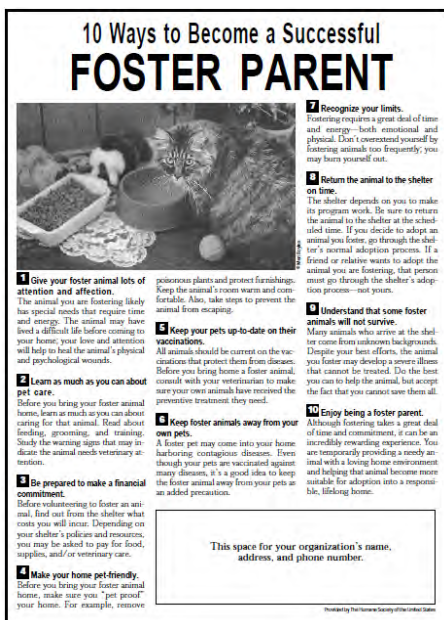 10 Ways to Become a Successful
FOSTER PARENT
1 Give your foster animal lots of
attention and affection.
The animal you are fostering likely
has special needs that require
time and energy. The animal may have
lived a difficult life before coming to
your home; your love and attention
will help to heal the animal's physical
and psychological wounds.
2 Learn as much as you can about
pet care.
Before you bring your foster animal
home, learn as much as you can about
caring for that animal. Read about
feeding, grooming, and training.
Study the warning signs that may in-
dicate the animal needs veterinary at-
tention.
3 Be prepared to make a financial
commitment.
Before volunteering to foster an ani-
mal, find out from the shelter what
costs you will incur. Depending on
your shelter's policies and resources,
you may be asked to pay for food,
supplies, and/or veterinary care.
4 Make your home pet-friendly.
Before you bring your foster animal
home, make sure you "pet proof"
your home. For example, remove
poisonous plants and protect furnishings.
Keep the animal's room warm and com-
fortable. Also, take steps to prevent the
animal from escaping.
5 Keep your pets up-to-date on their
vaccinations.
All animals should be current on the vac-
cinations that protect them from diseases.
Before you bring home a foster animal,
consult with your veterinarian to make
sure your own animals have received the
preventive treatment they need.
6 Keep foster animals away from your
own pets.
A foster pet may come into your home
harboring contagious diseases. Even
though your pets are vaccinated against
many diseases, it's a good idea to keep
the foster animal away from your pets as
an added precaution.
7 Recognize your limits.
Fostering requires a great deal of time
and energy—both emotional and
physical. Don't overextend yourself by
fostering animals too frequently; you
may burn yourself out.
8 Return the animal to the shelter
on time.
The shelter depends on you to make
its program work. Be sure to return
the animal to the shelter at the sched-
uled time. If you decide to adopt an
animal you foster, go through the shel-
ter's normal adoption process. If a
friend or relative wants to adopt the
animal you are fostering, that person
must go through the shelter's adop-
tion process—not yours.
9 Understand that some foster
animals will not survive.
Many animals who arrive at the shel-
ter come from unknown backgrounds.
Despite your best efforts, the animal
you foster may develop a severe illness
that cannot be treated. Do the best
you can to help the animal, but accept
the fact that you cannot save them all.
10 Enjoy being a foster parent.
Although fostering takes a great deal
of time and commitment, it can be an
incredibly rewarding experience. You
are temporarily providing a needy an-
imal with a loving home environment
and helping that animal become more
suitable for adoption into a responsi-
ble, lifelong home.
This space for your organization's name,
address, and phone number.
Provided by The Humane Society of the United States